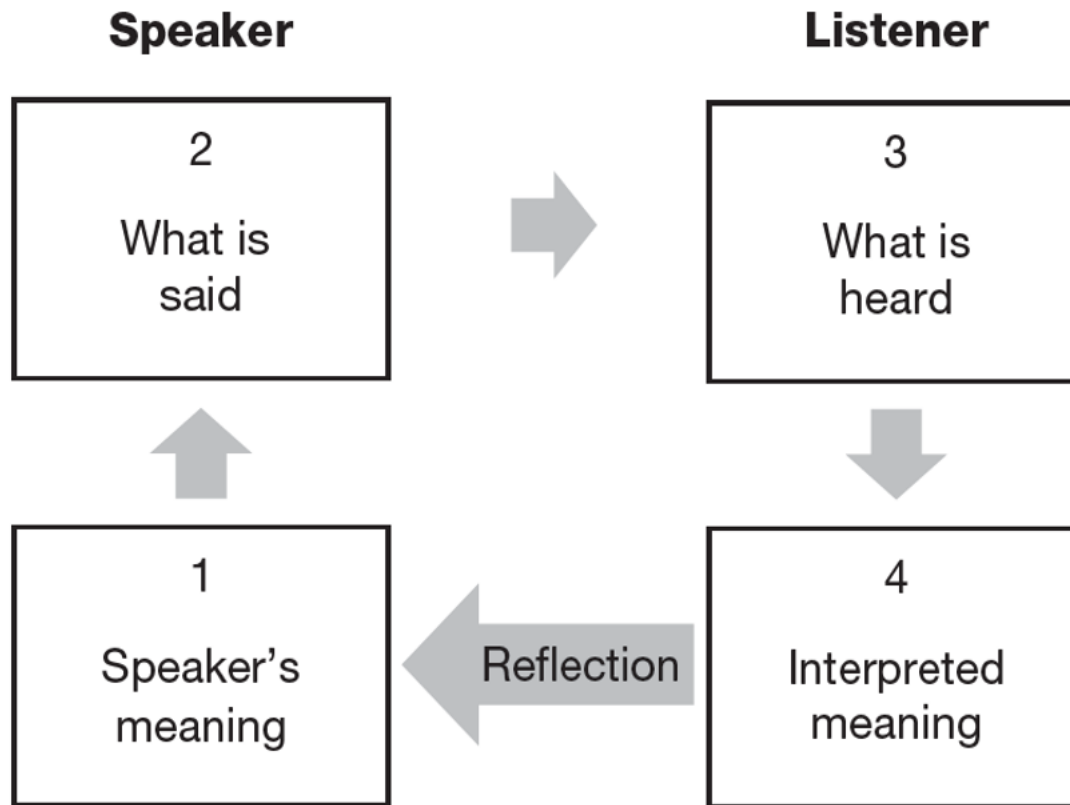 Speaker
Listener
2
What is
said
3
What is
heard
1
Speaker’s
meaning
Reflection
4
Interpreted
meaning